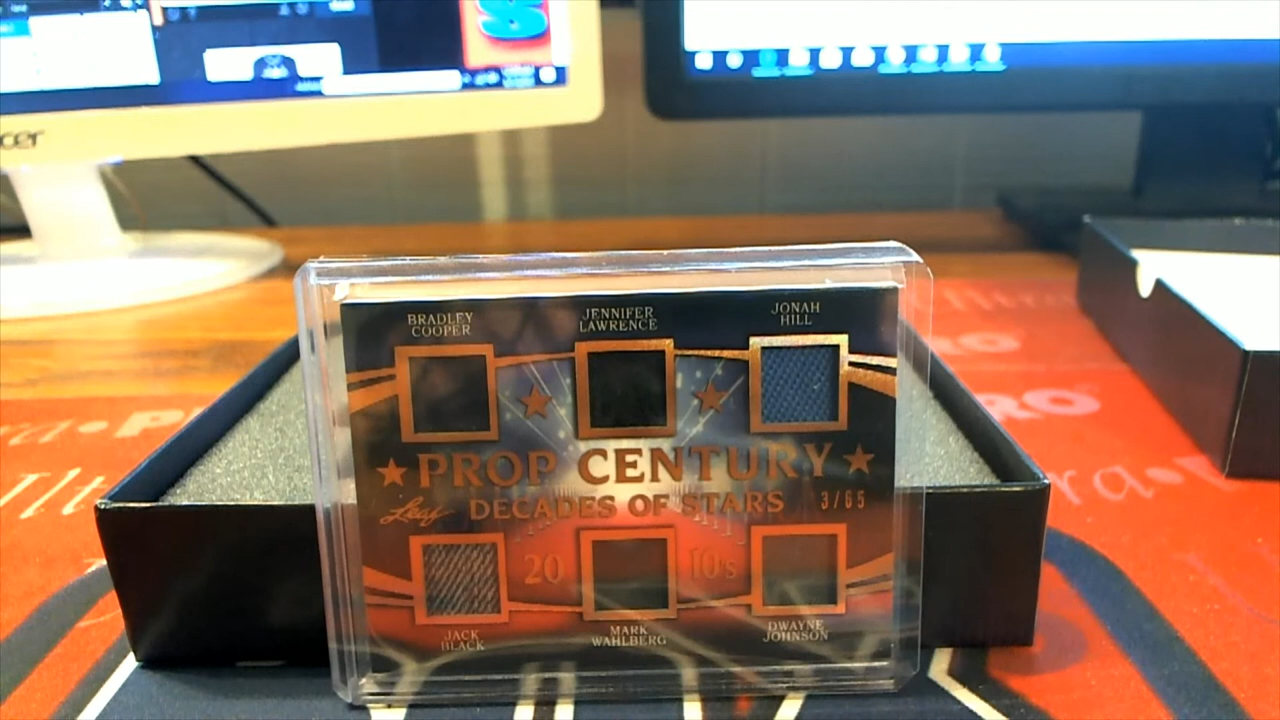 cer
BRADLEY
COOPER
JENNIFER
LAWRENCE
JONAH
HILL
PROP CENTURY
Leaf
DECADES OF STARS
3/65
20
10's
JACK
BLACK
MARK
WAHLBERG
DWAYNE
JOHNSON